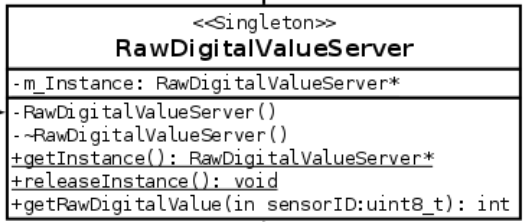 <<Singleton>>
RawDigitalValueServer
-m_Instance: RawDigitalValueServer*
-RawDigitalValueServer()
-~RawDigitalValueServer()
+getInstance(): RawDigitalValueServer*
+releaseInstance(): void
+getRawDigitalValue(in sensorID:uint8_t): int